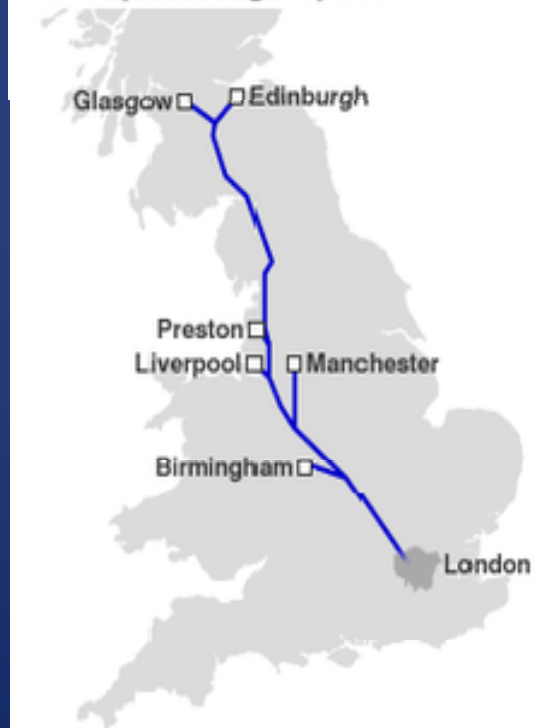 Glasgow
Edinburgh
Preston
Liverpool
Manchester
Birmingham
London